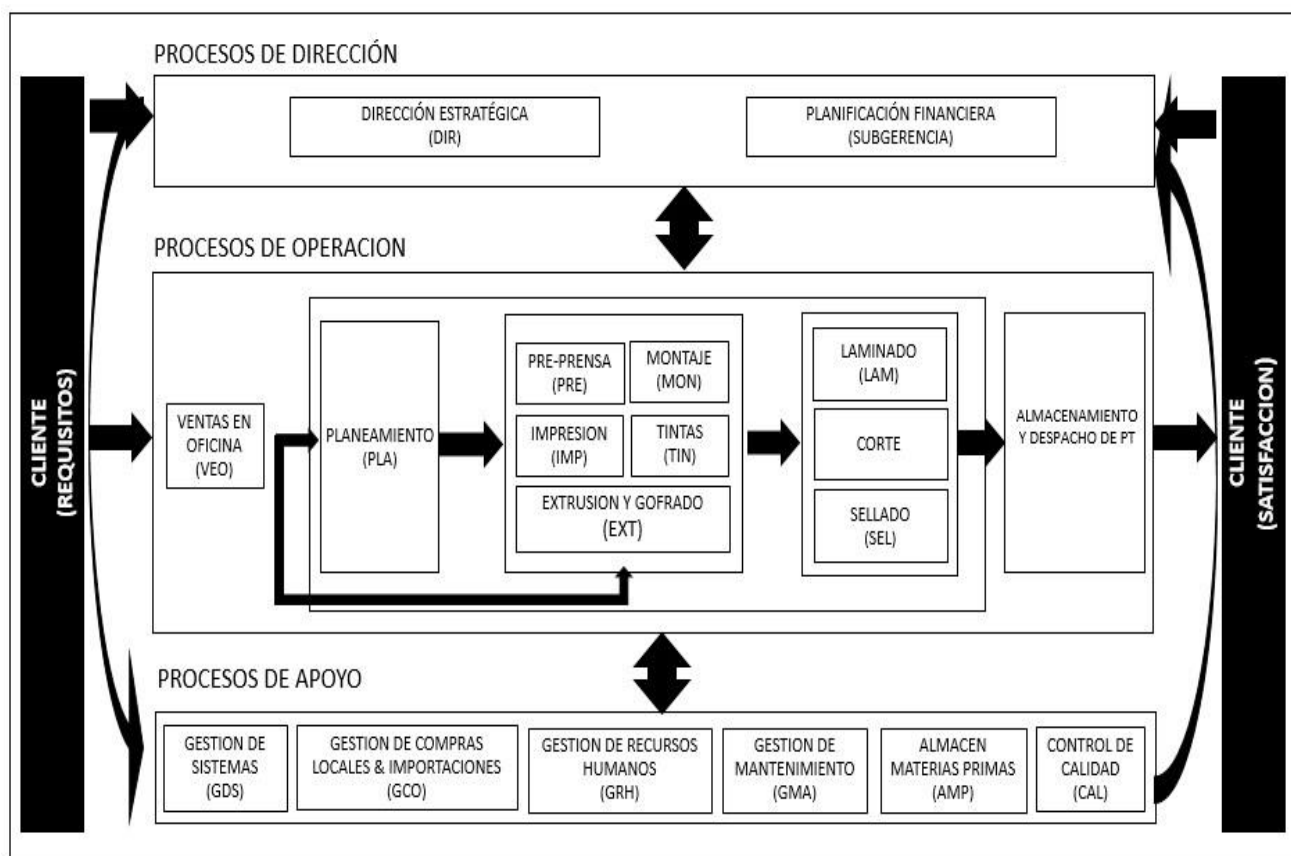 PROCESOS DE DIRECCIÓN
DIRECCIÓN ESTRATÉGICA
(DIR)
PLANIFICACIÓN FINANCIERA
(SUBGERENCIA)
CLIENTE
(REQUISITOS)
PROCESOS DE OPERACION
VENTAS EN
OFICINA
(VEO)
PLANEAMIENTO
(PLA)
PRE-PRENSA
(PRE)
MONTAJE
(MON)
IMPRESION
(IMP)
TINTAS
(TIN)
EXTRUSION Y GOFRADO
(EXT)
LAMINADO
(LAM)
CORTE
SELLADO
(SEL)
ALMACENAMIENTO
Y DESPACHO DE PT
CLIENTE
(SATISFACCION)
PROCESOS DE APOYO
GESTION DE
SISTEMAS
(GDS)
GESTION DE COMPRAS
LOCALES & IMPORTACIONES
(GCO)
GESTION DE RECURSOS
HUMANOS
(GRH)
GESTION DE
MANTENIMIENTO
(GMA)
ALMACEN
MATERIAS PRIMAS
(AMP)
CONTROL DE
CALIDAD
(CAL)